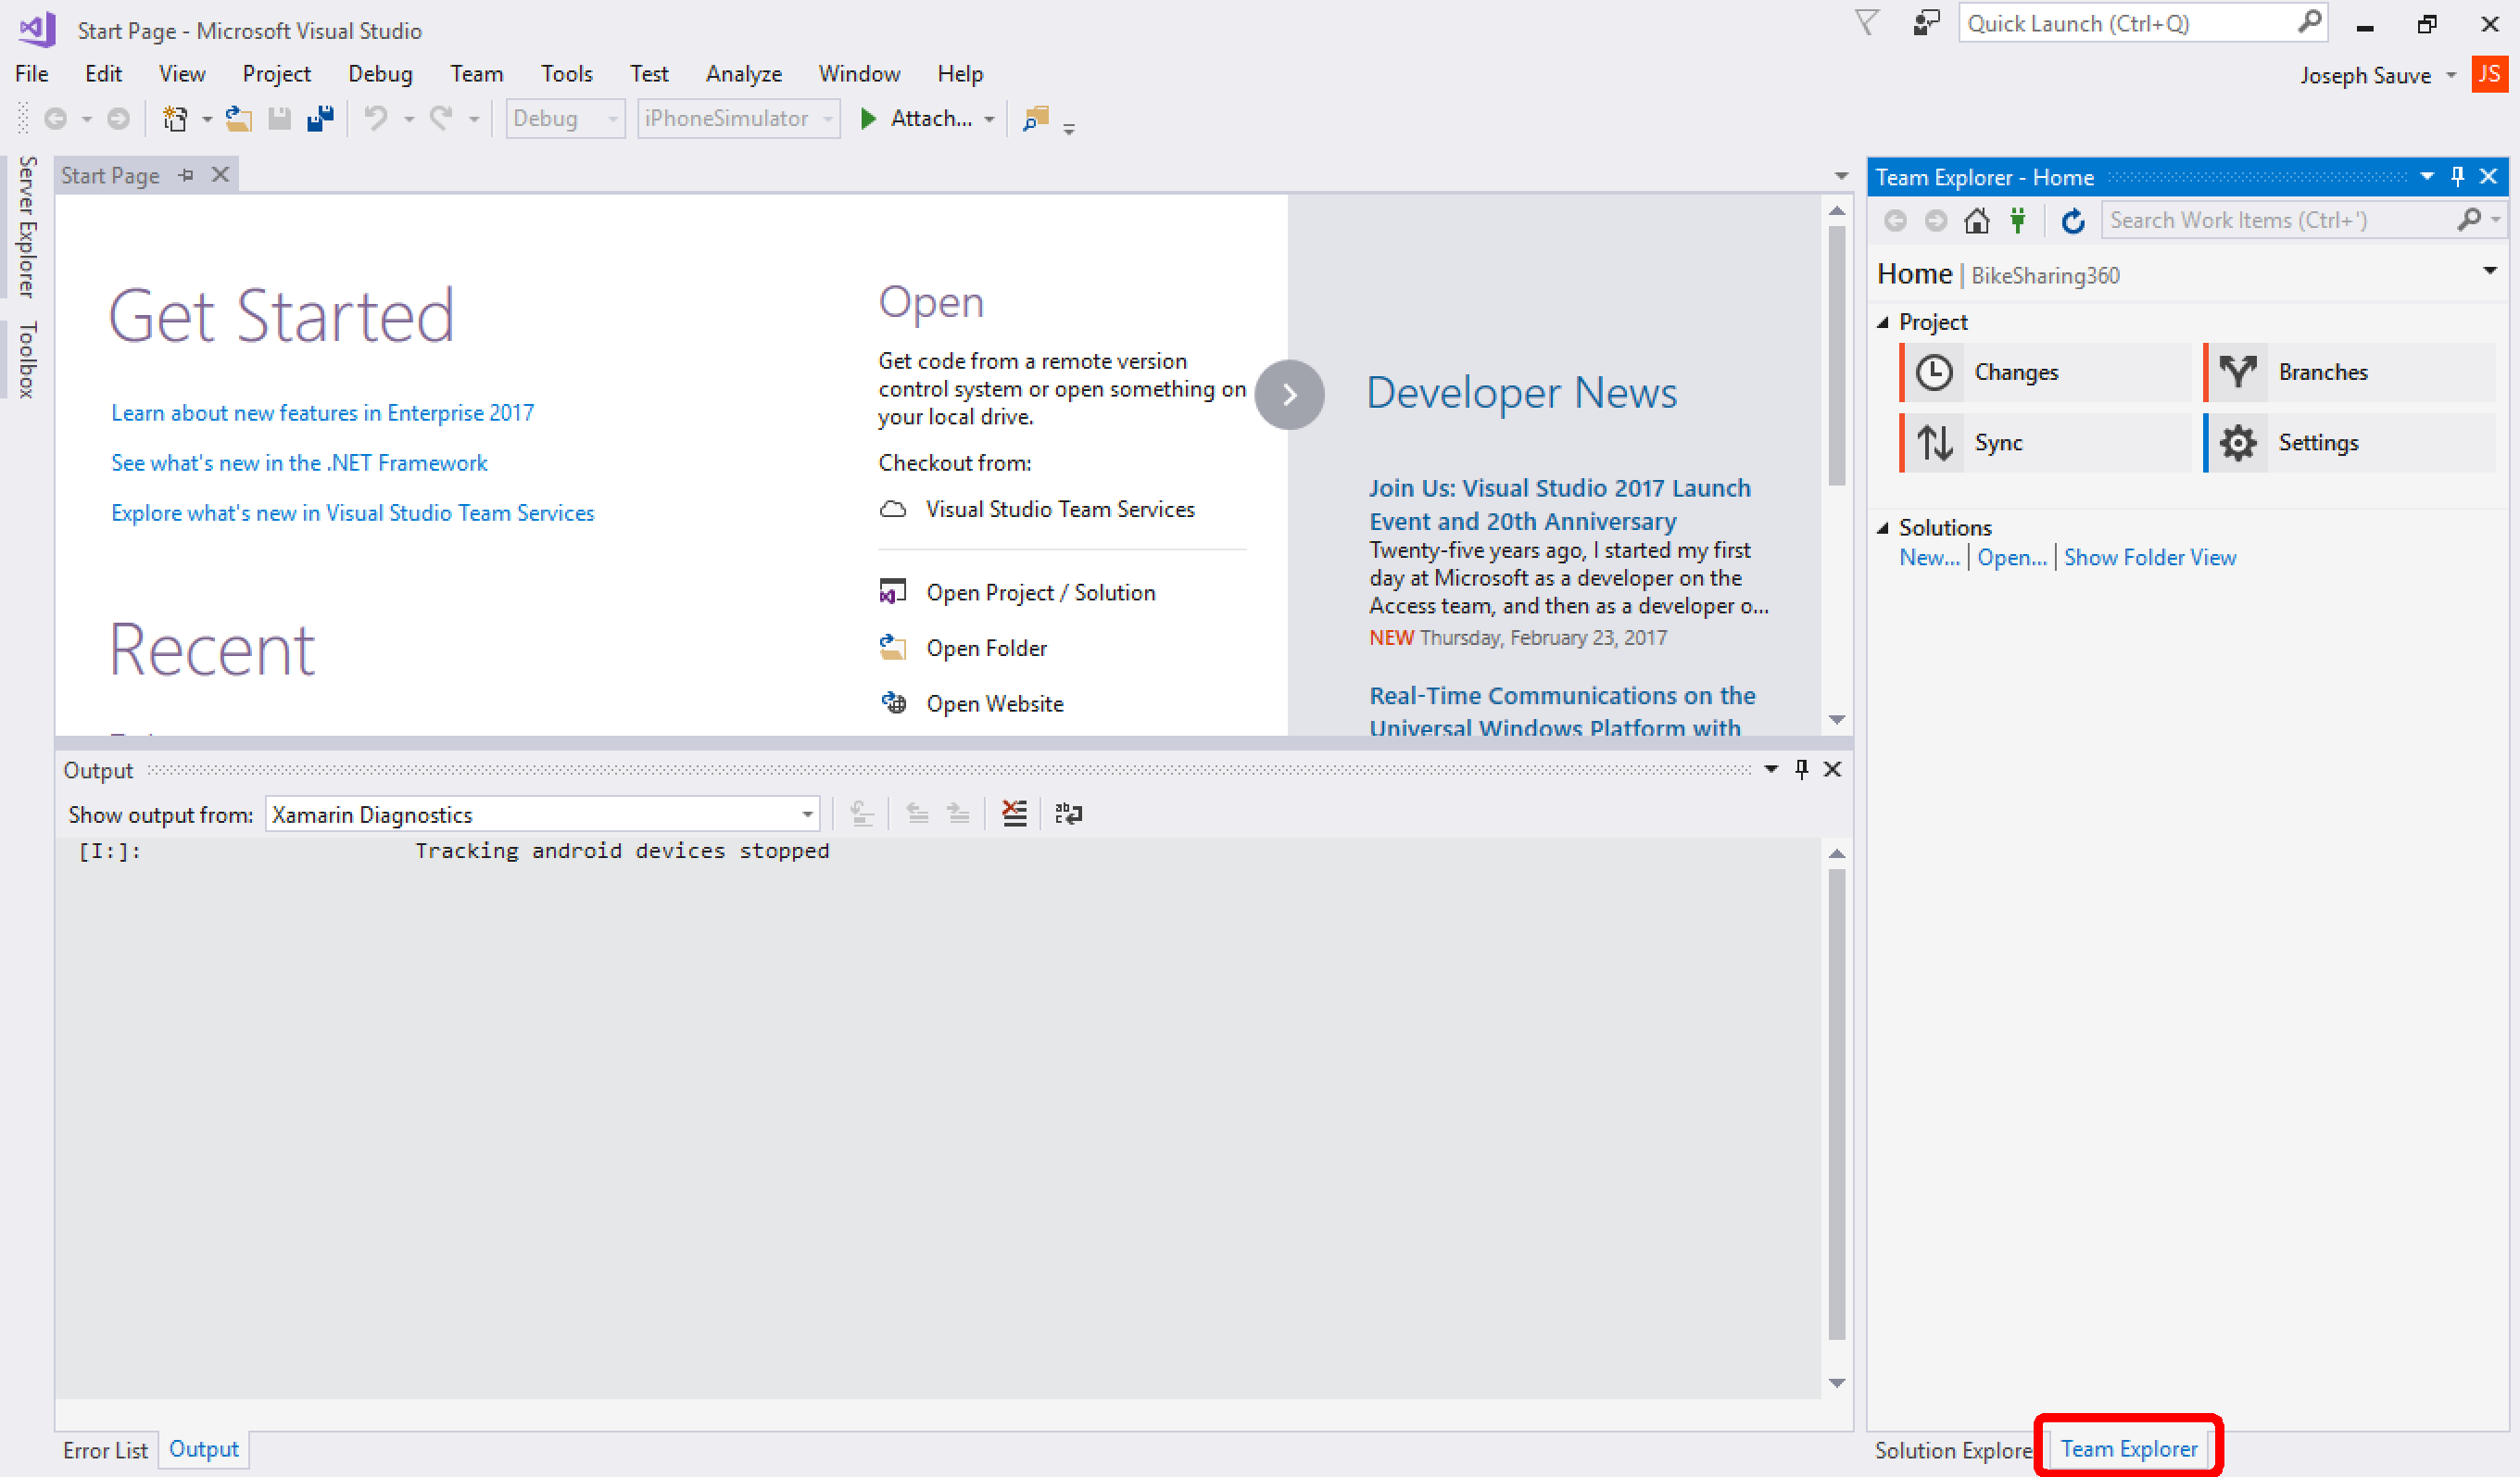 Start Page - Microsoft Visual Studio
Quick Launch (Ctrl+Q)
File Edit View Project Debug Team Tools Test Analyze Window Help
Joseph Sauve JS
Debug iPhoneSimulator Attach...
Server Explorer
Toolbox
Start Page
Get Started
Learn about new features in Enterprise 2017
See what's new in the .NET Framework
Explore what's new in Visual Studio Team Services
Recent
Open
Get code from a remote version
control system or open something on
your local drive.
Checkout from:
Visual Studio Team Services
Open Project / Solution
Open Folder
Open Website
Developer News
Join Us: Visual Studio 2017 Launch
Event and 20th Anniversary
Twenty-five years ago, I started my first
day at Microsoft as a developer on the
Access team, and then as a developer o...
NEW Thursday, February 23, 2017
Real-Time Communications on the
Universal Windows Platform with
Output
Show output from: Xamarin Diagnostics
[I:]: Tracking android devices stopped
Error List Output
Team Explorer - Home
Search Work Items (Ctrl+')
Home | BikeSharing360
Project
Changes Branches
Sync Settings
Solutions
New... | Open... | Show Folder View
Solution Explore Team Explorer